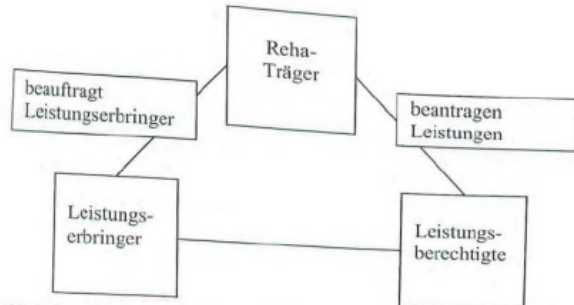 Reha-
Träger
beauftragt
Leistungserbringer
beantragen
Leistungen
Leistungs-
erbringer
Leistungs-
berechtigte